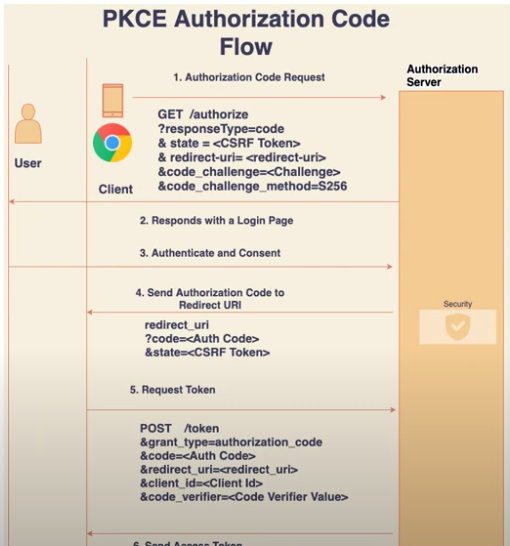 PKCE Authorization Code
Flow
Authorization
Server
1. Authorization Code Request
GET /authorize
?responseType=code
& state = <CSRF Token>
& redirect-uri= <redirect-uri>
&code_challenge=<Challenge>
&code_challenge_method=S256
User
Client
2. Responds with a Login Page
3. Authenticate and Consent
4. Send Authorization Code to
Redirect URI
redirect_uri
?code=<Auth Code>
&state=<CSRF Token>
Security
5. Request Token
POST /token
&grant_type=authorization_code
&code=<Auth Code>
&redirect_uri=<redirect_uri>
&client_id=<Client Id>
&code_verifier=<Code Verifier Value>
6. Send Access Token